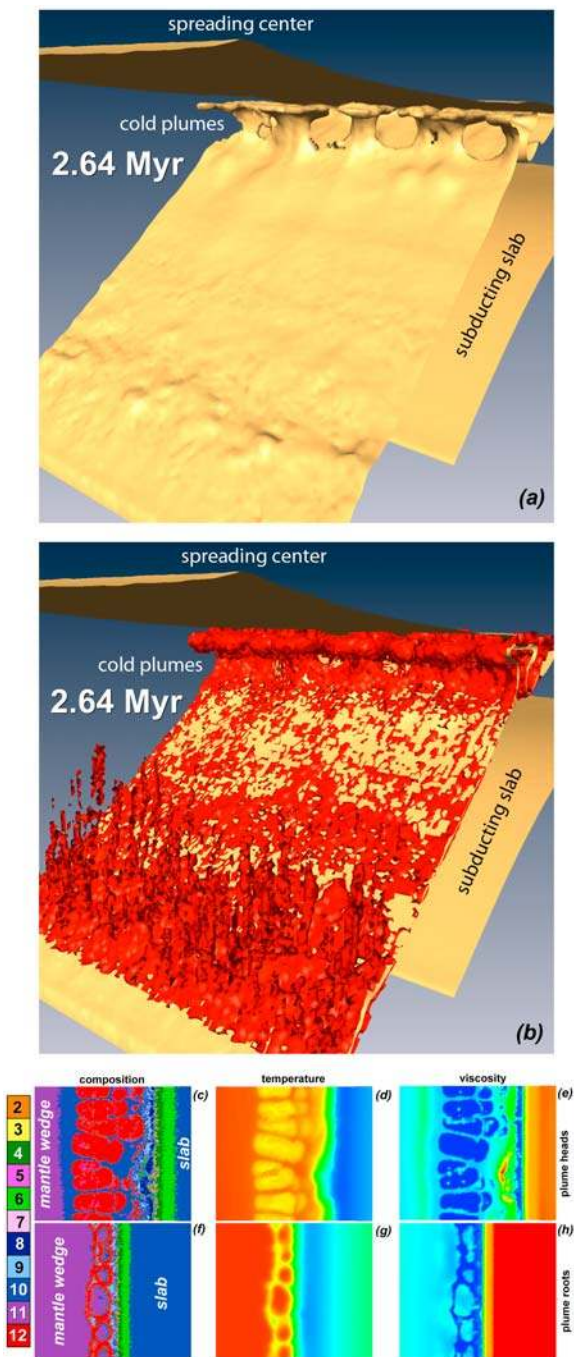 spreading center
cold plumes
2.64 Myr
subducting slab
(a)
spreading center
cold plumes
2.64 Myr
subducting slab
(b)
composition
temperature
viscosity
2
3
4
5
6
7
8
9
10
11
12
mantle wedge
slab
(c)
(d)
(e)
plume heads
mantle wedge
slab
(f)
(g)
(h)
plume roots